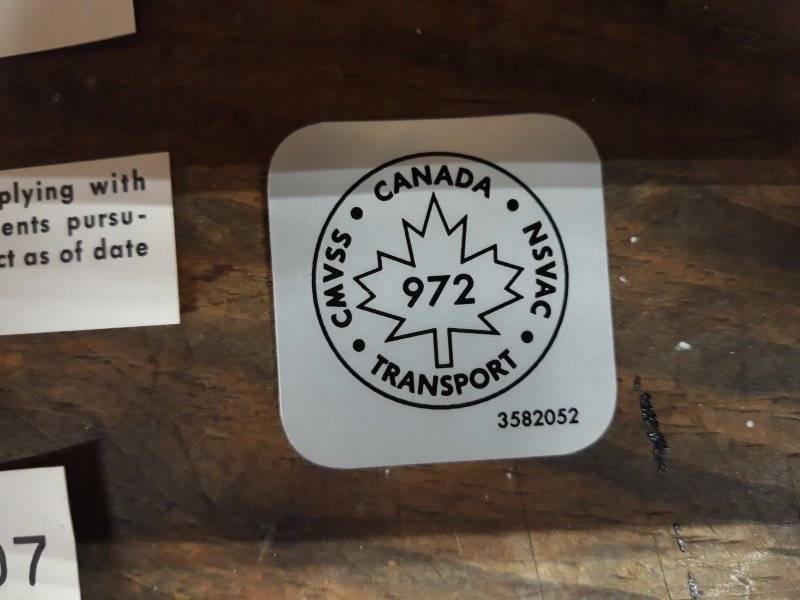 plying with
ents pursu-
ct as of date
07
CANADA
CMVSS
NSVAC
972
TRANSPORT
3582052